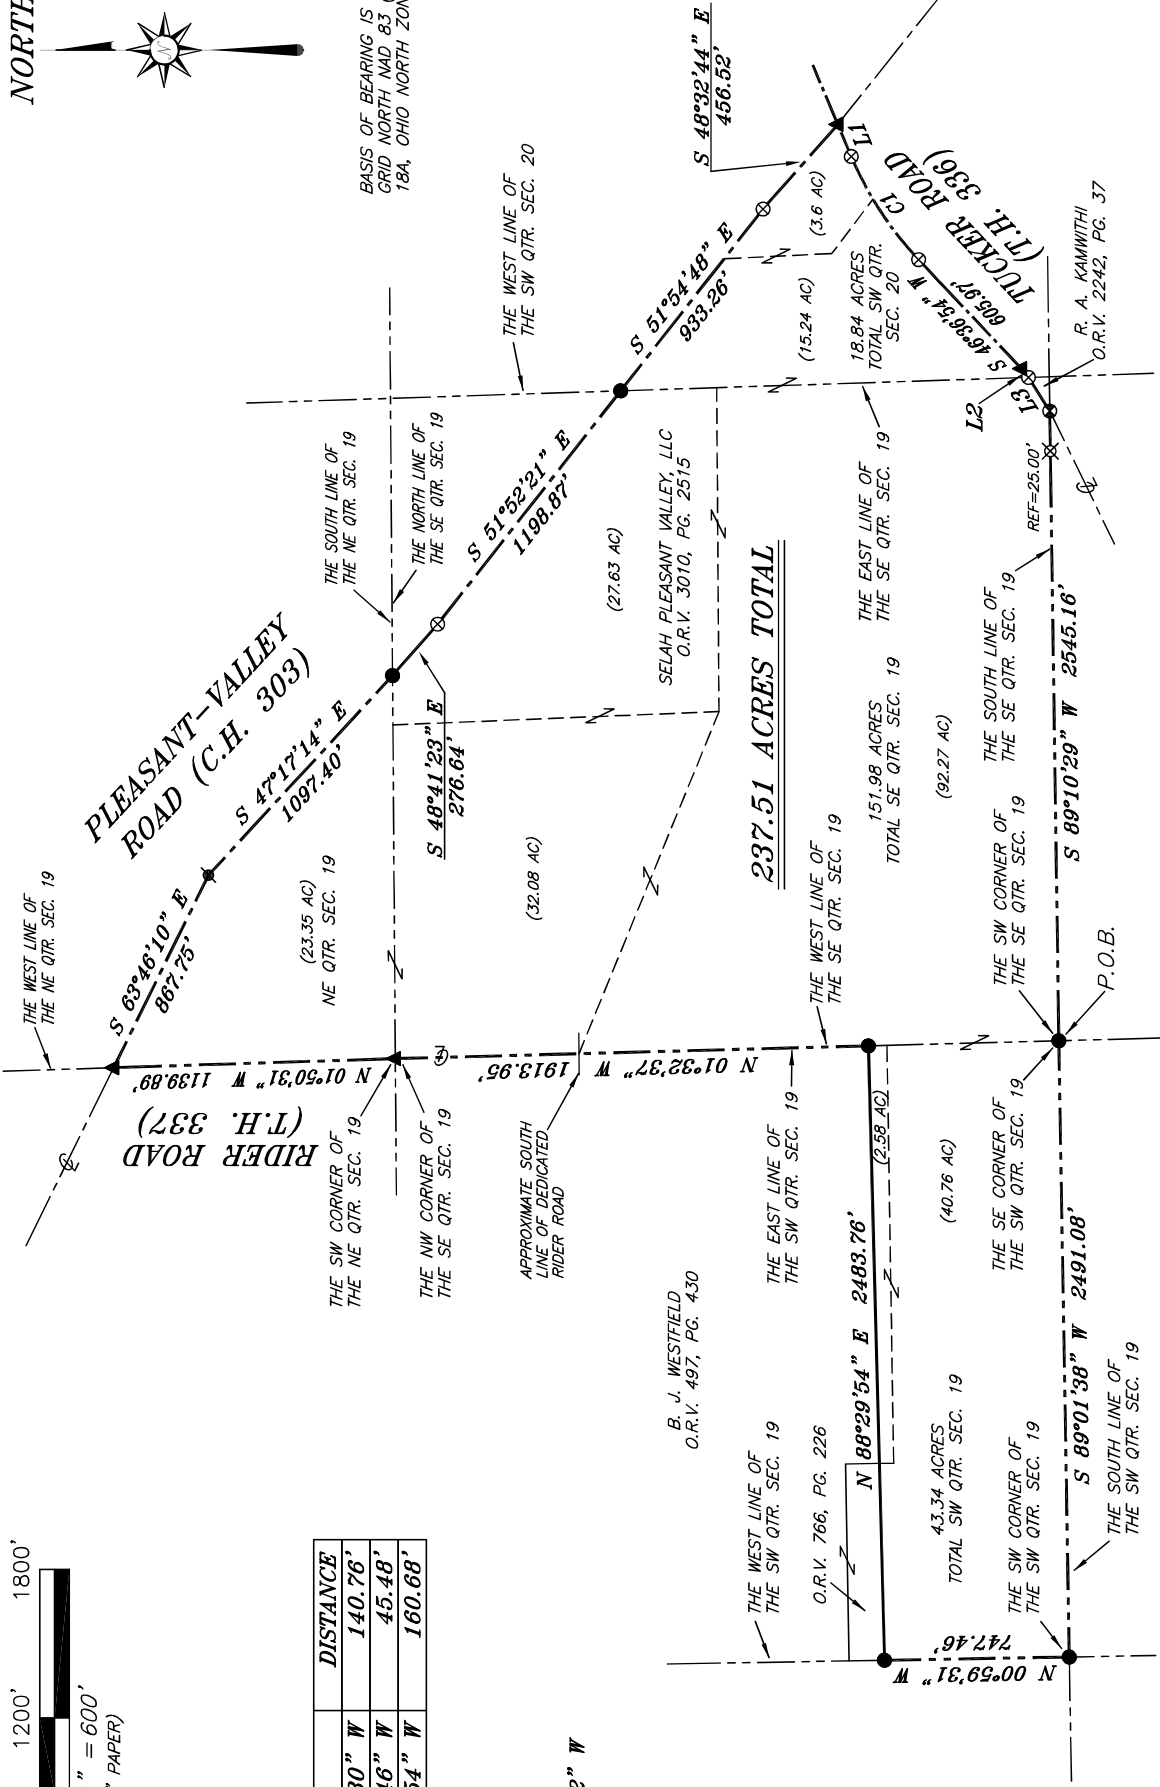 NORTH
BASIS OF BEARING IS
GRID NORTH NAD 83
18A, OHIO NORTH ZON
S 48°32'44" E
456.52'
THE WEST LINE OF
THE SW QTR. SEC. 20
S 51°54'48" E
933.26'
(3.6 AC)
L1
C1
TUCKER ROAD
(T.H. 336)
S 46°36'54" W
605.97'
(15.24 AC)
18.84 ACRES
TOTAL SW QTR.
SEC. 20
R. A. KAMWITHI
O.R.V. 2242, PG. 37
L2
L3
REF=25.00'
THE SOUTH LINE OF
THE NE QTR. SEC. 19
THE NORTH LINE OF
THE SE QTR. SEC. 19
S 51°52'21" E
1198.87'
(27.63 AC)
SELAH PLEASANT VALLEY, LLC
O.R.V. 3010, PG. 2515
THE EAST LINE OF
THE SE QTR. SEC. 19
237.51 ACRES TOTAL
PLEASANT-VALLEY
ROAD (C.H. 303)
S 47°17'14" E
1097.40'
S 48°41'23" E
276.64'
151.98 ACRES
TOTAL SE QTR. SEC. 19
(92.27 AC)
THE SOUTH LINE OF
THE SE QTR. SEC. 19
S 89°10'29" W 2545.16'
THE WEST LINE OF
THE NE QTR. SEC. 19
S 63°46'10" E
867.75'
(23.35 AC)
NE QTR. SEC. 19
(32.08 AC)
THE WEST LINE OF
THE SE QTR. SEC. 19
THE SW CORNER OF
THE SE QTR. SEC. 19
P.O.B.
N 01°50'31" W 1139.89'
N 01°32'37" W 1913.95'
RIDER ROAD
(T.H. 337)
THE SW CORNER OF
THE NE QTR. SEC. 19
THE NW CORNER OF
THE SE QTR. SEC. 19
APPROXIMATE SOUTH
LINE OF DEDICATED
RIDER ROAD
THE EAST LINE OF
THE SW QTR. SEC. 19
(2.58 AC)
(40.76 AC)
THE SE CORNER OF
THE SW QTR. SEC. 19
B. J. WESTFIELD
O.R.V. 497, PG. 430
N 88°29'54" E 2483.76'
S 89°01'38" W 2491.08'
THE WEST LINE OF
THE SW QTR. SEC. 19
O.R.V. 766, PG. 226
43.34 ACRES
TOTAL SW QTR. SEC. 19
THE SW CORNER OF
THE SW QTR. SEC. 19
THE SOUTH LINE OF
THE SW QTR. SEC. 19
N 00°59'31" W
747.46'
1200' 1800'
" = 600'
" PAPER)
DISTANCE
30" W 140.76'
46" W 45.48'
54" W 160.68'
2" W